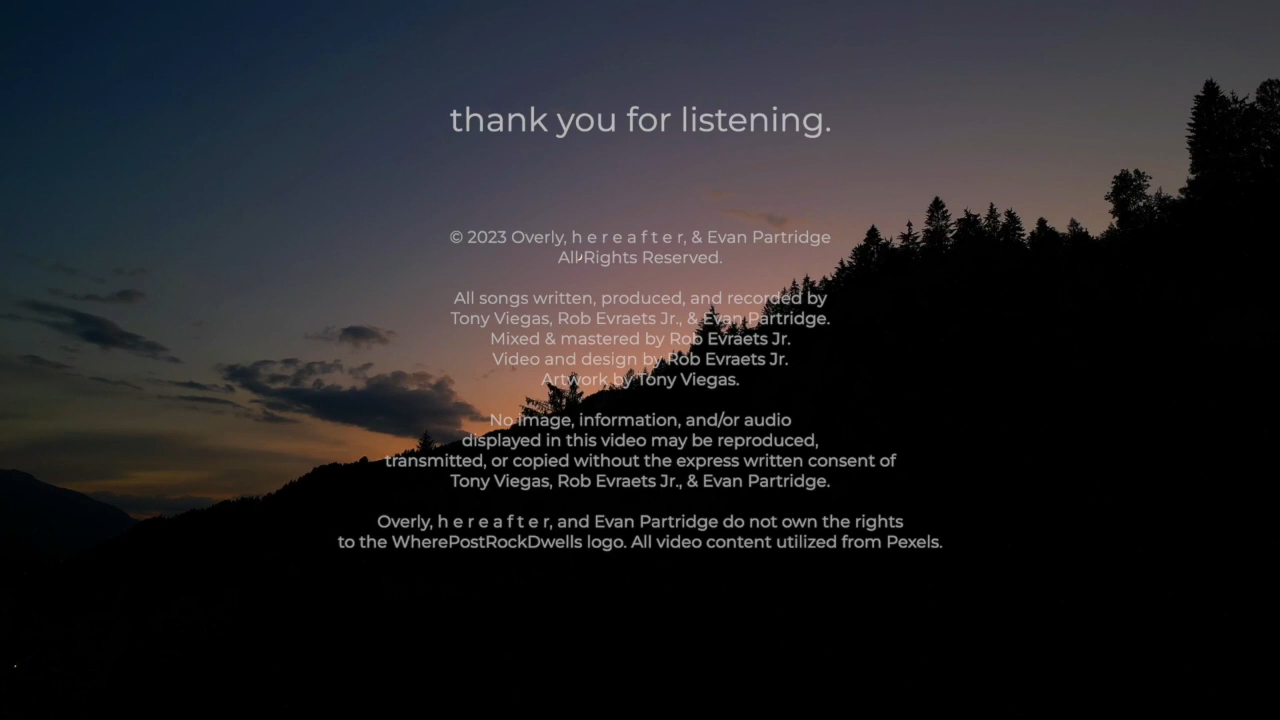 thank you for listening.
© 2023 Overly, h e r e a f t e r, & Evan Partridge
All Rights Reserved.
All songs written, produced, and recorded by
Tony Viegas, Rob Evraets Jr., & Evan Partridge.
Mixed & mastered by Rob Evraets Jr.
Video and design by Rob Evraets Jr.
Artwork by Tony Viegas.
No image, information, and/or audio
displayed in this video may be reproduced,
transmitted, or copied without the express written consent of
Tony Viegas, Rob Evraets Jr., & Evan Partridge.
Overly, h e r e a f t e r, and Evan Partridge do not own the rights
to the WherePostRockDwells logo. All video content utilized from Pexels.